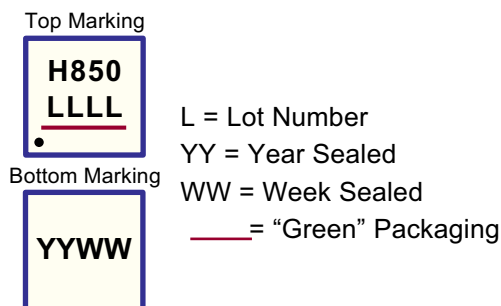 Top Marking
H850
LLLL
Bottom Marking
YYWW
L = Lot Number
YY = Year Sealed
WW = Week Sealed
= “Green” Packaging